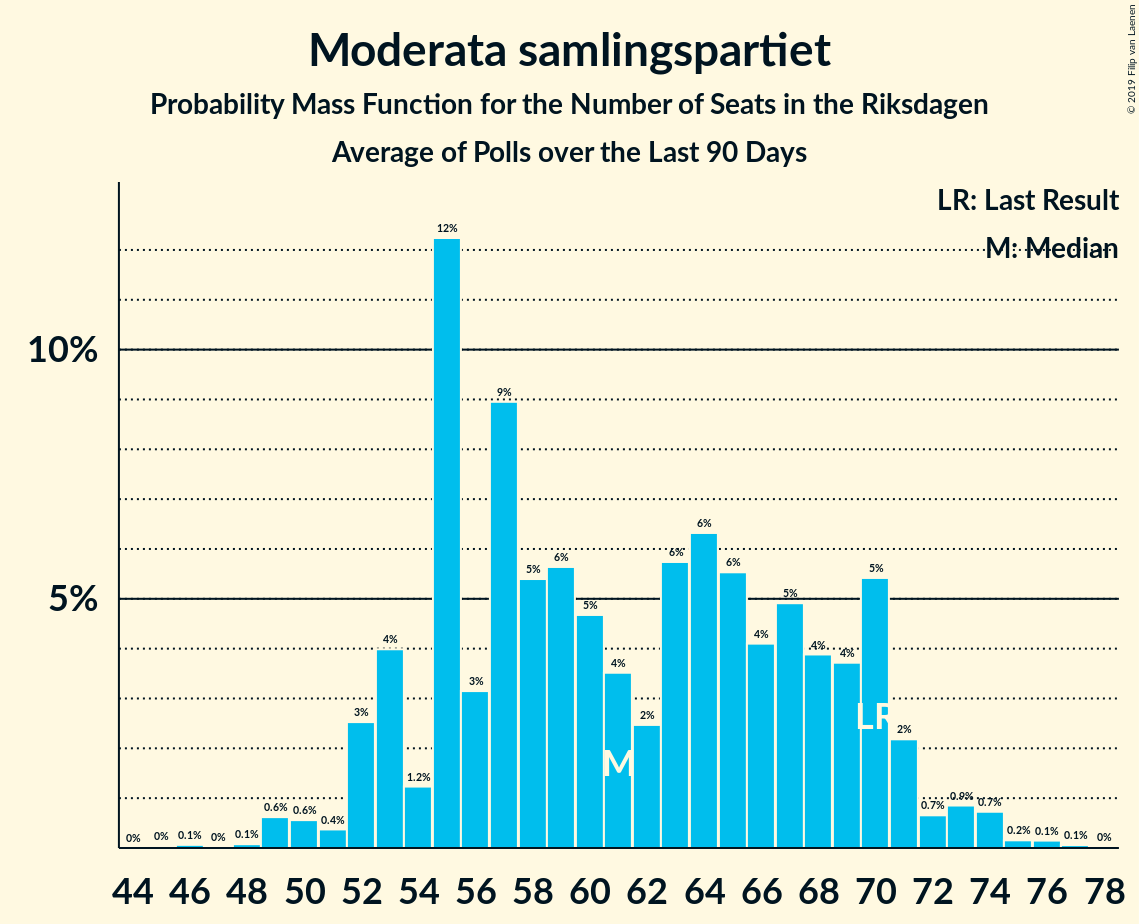 Moderata samlingspartiet
Probability Mass Function for the Number of Seats in the Riksdagen
Average of Polls over the Last 90 Days
© 2019 Filip van Laenen
LR: Last Result
M: Median
10%
5%
0% 0% 0.1% 0% 0.1% 0.6% 0.6% 0.4% 3% 4% 1.2% 12% 3% 9% 5% 6% 5% 4% 2% 6% 6% 6% 4% 5% 4% 4% 5% 2% 0.7% 0.9% 0.7% 0.2% 0.1% 0.1% 0%
LR
M
44 46 48 50 52 54 56 58 60 62 64 66 68 70 72 74 76 78